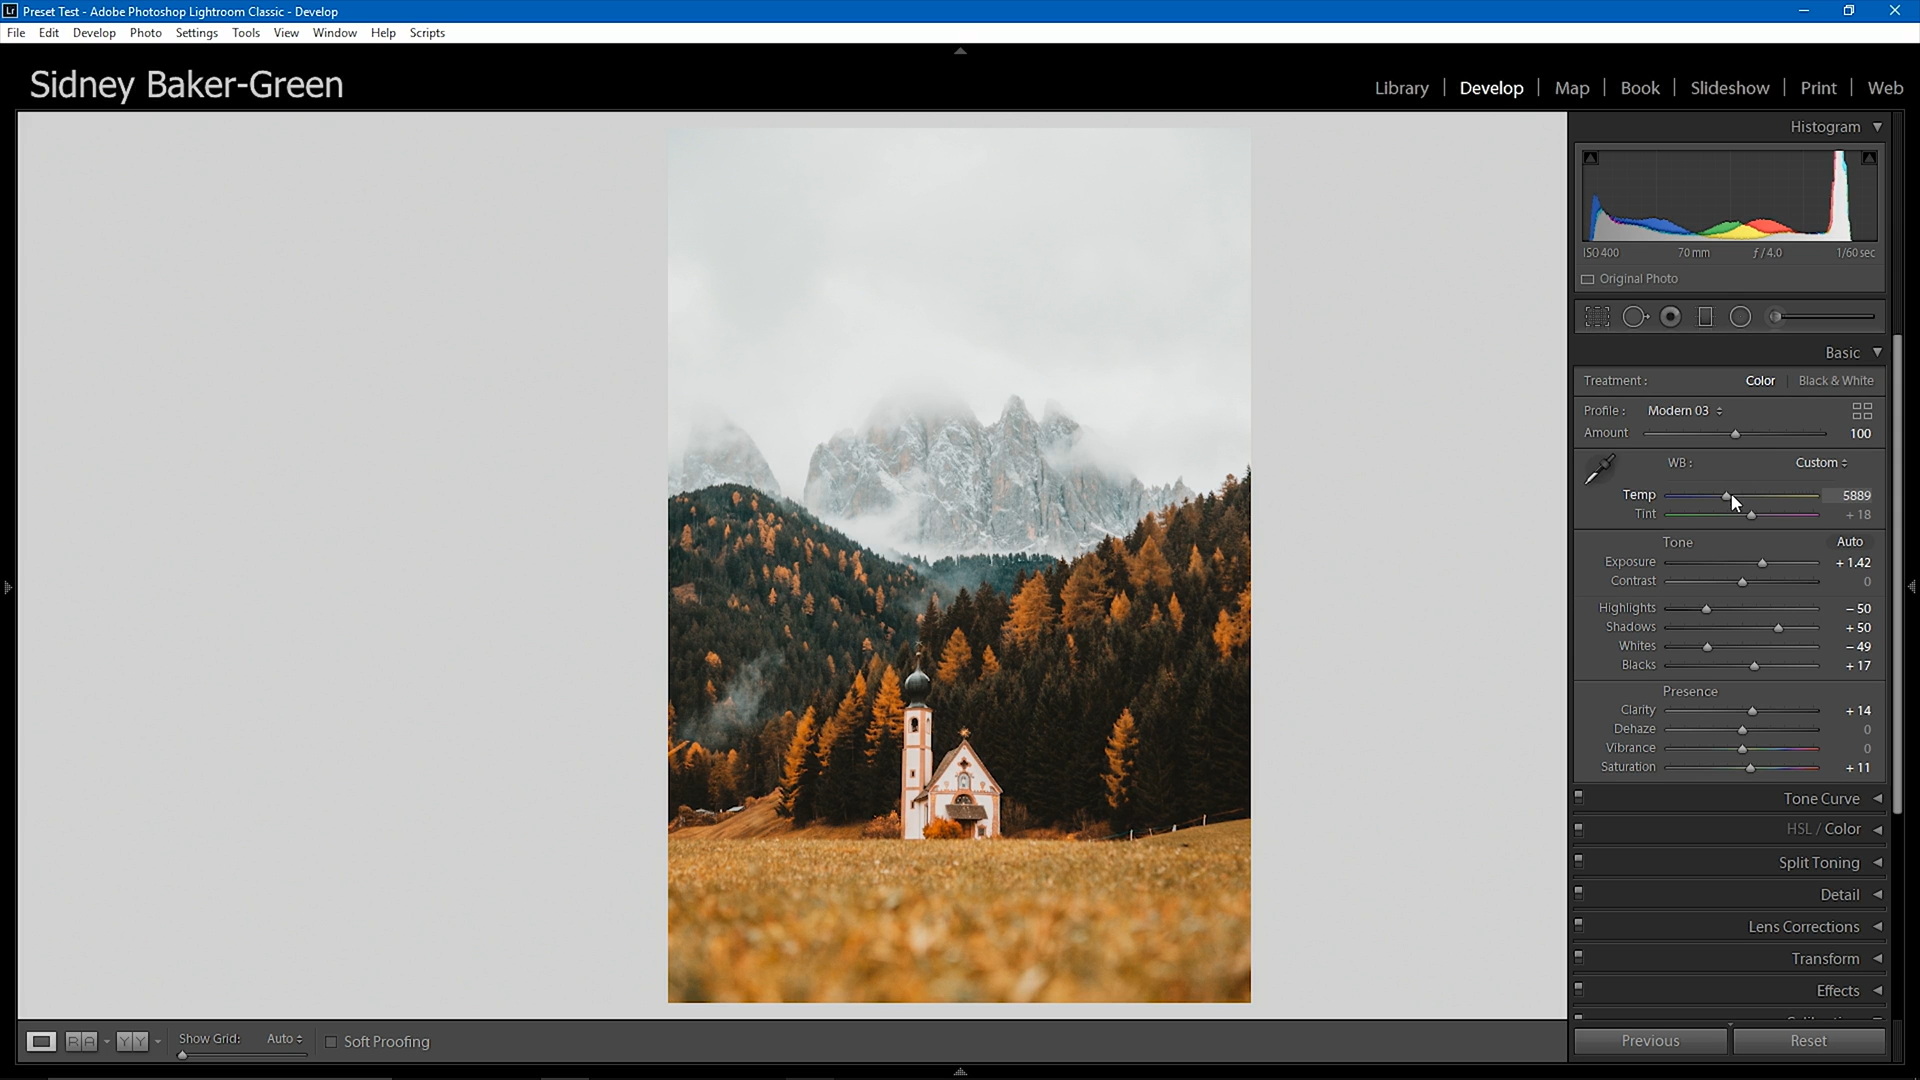 Lr Preset Test - Adobe Photoshop Lightroom Classic - Develop
File Edit Develop Photo Settings Tools View Window Help Scripts
Sidney Baker-Green
Library | Develop | Map | Book | Slideshow | Print | Web
Histogram
ISO 400 70 mm ƒ / 4.0 1/60 sec
Original Photo
Basic
Treatment : Color | Black & White
Profile : Modern 03
Amount 100
WB : Custom
Temp 5889
Tint + 18
Tone Auto
Exposure + 1.42
Contrast 0
Highlights – 50
Shadows + 50
Whites – 49
Blacks + 17
Presence
Clarity + 14
Dehaze 0
Vibrance 0
Saturation + 11
Tone Curve
HSL / Color
Split Toning
Detail
Lens Corrections
Transform
Effects
R A Y Y Show Grid: Auto Soft Proofing
Previous Reset